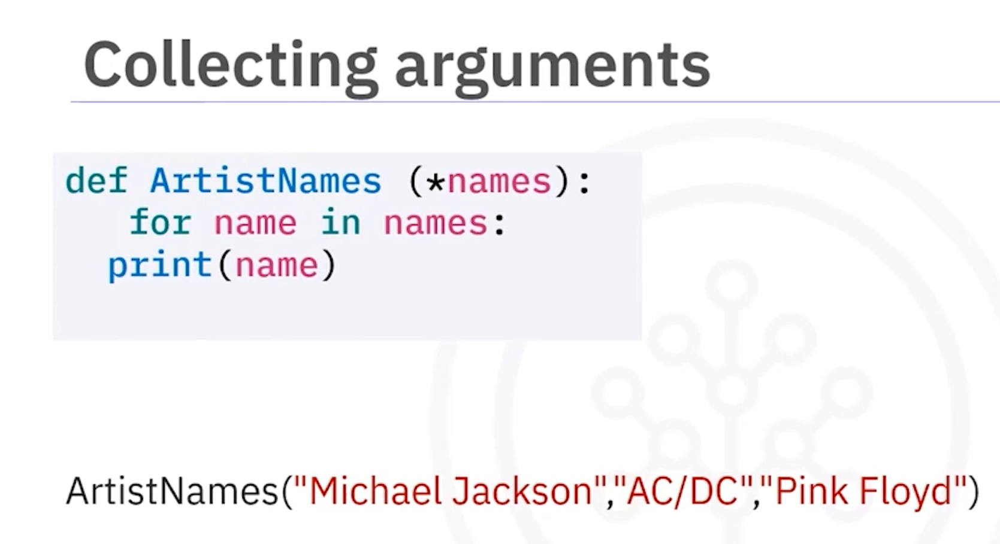 Collecting arguments
def ArtistNames (*names):
for name in names:
print(name)
ArtistNames("Michael Jackson","AC/DC","Pink Floyd")